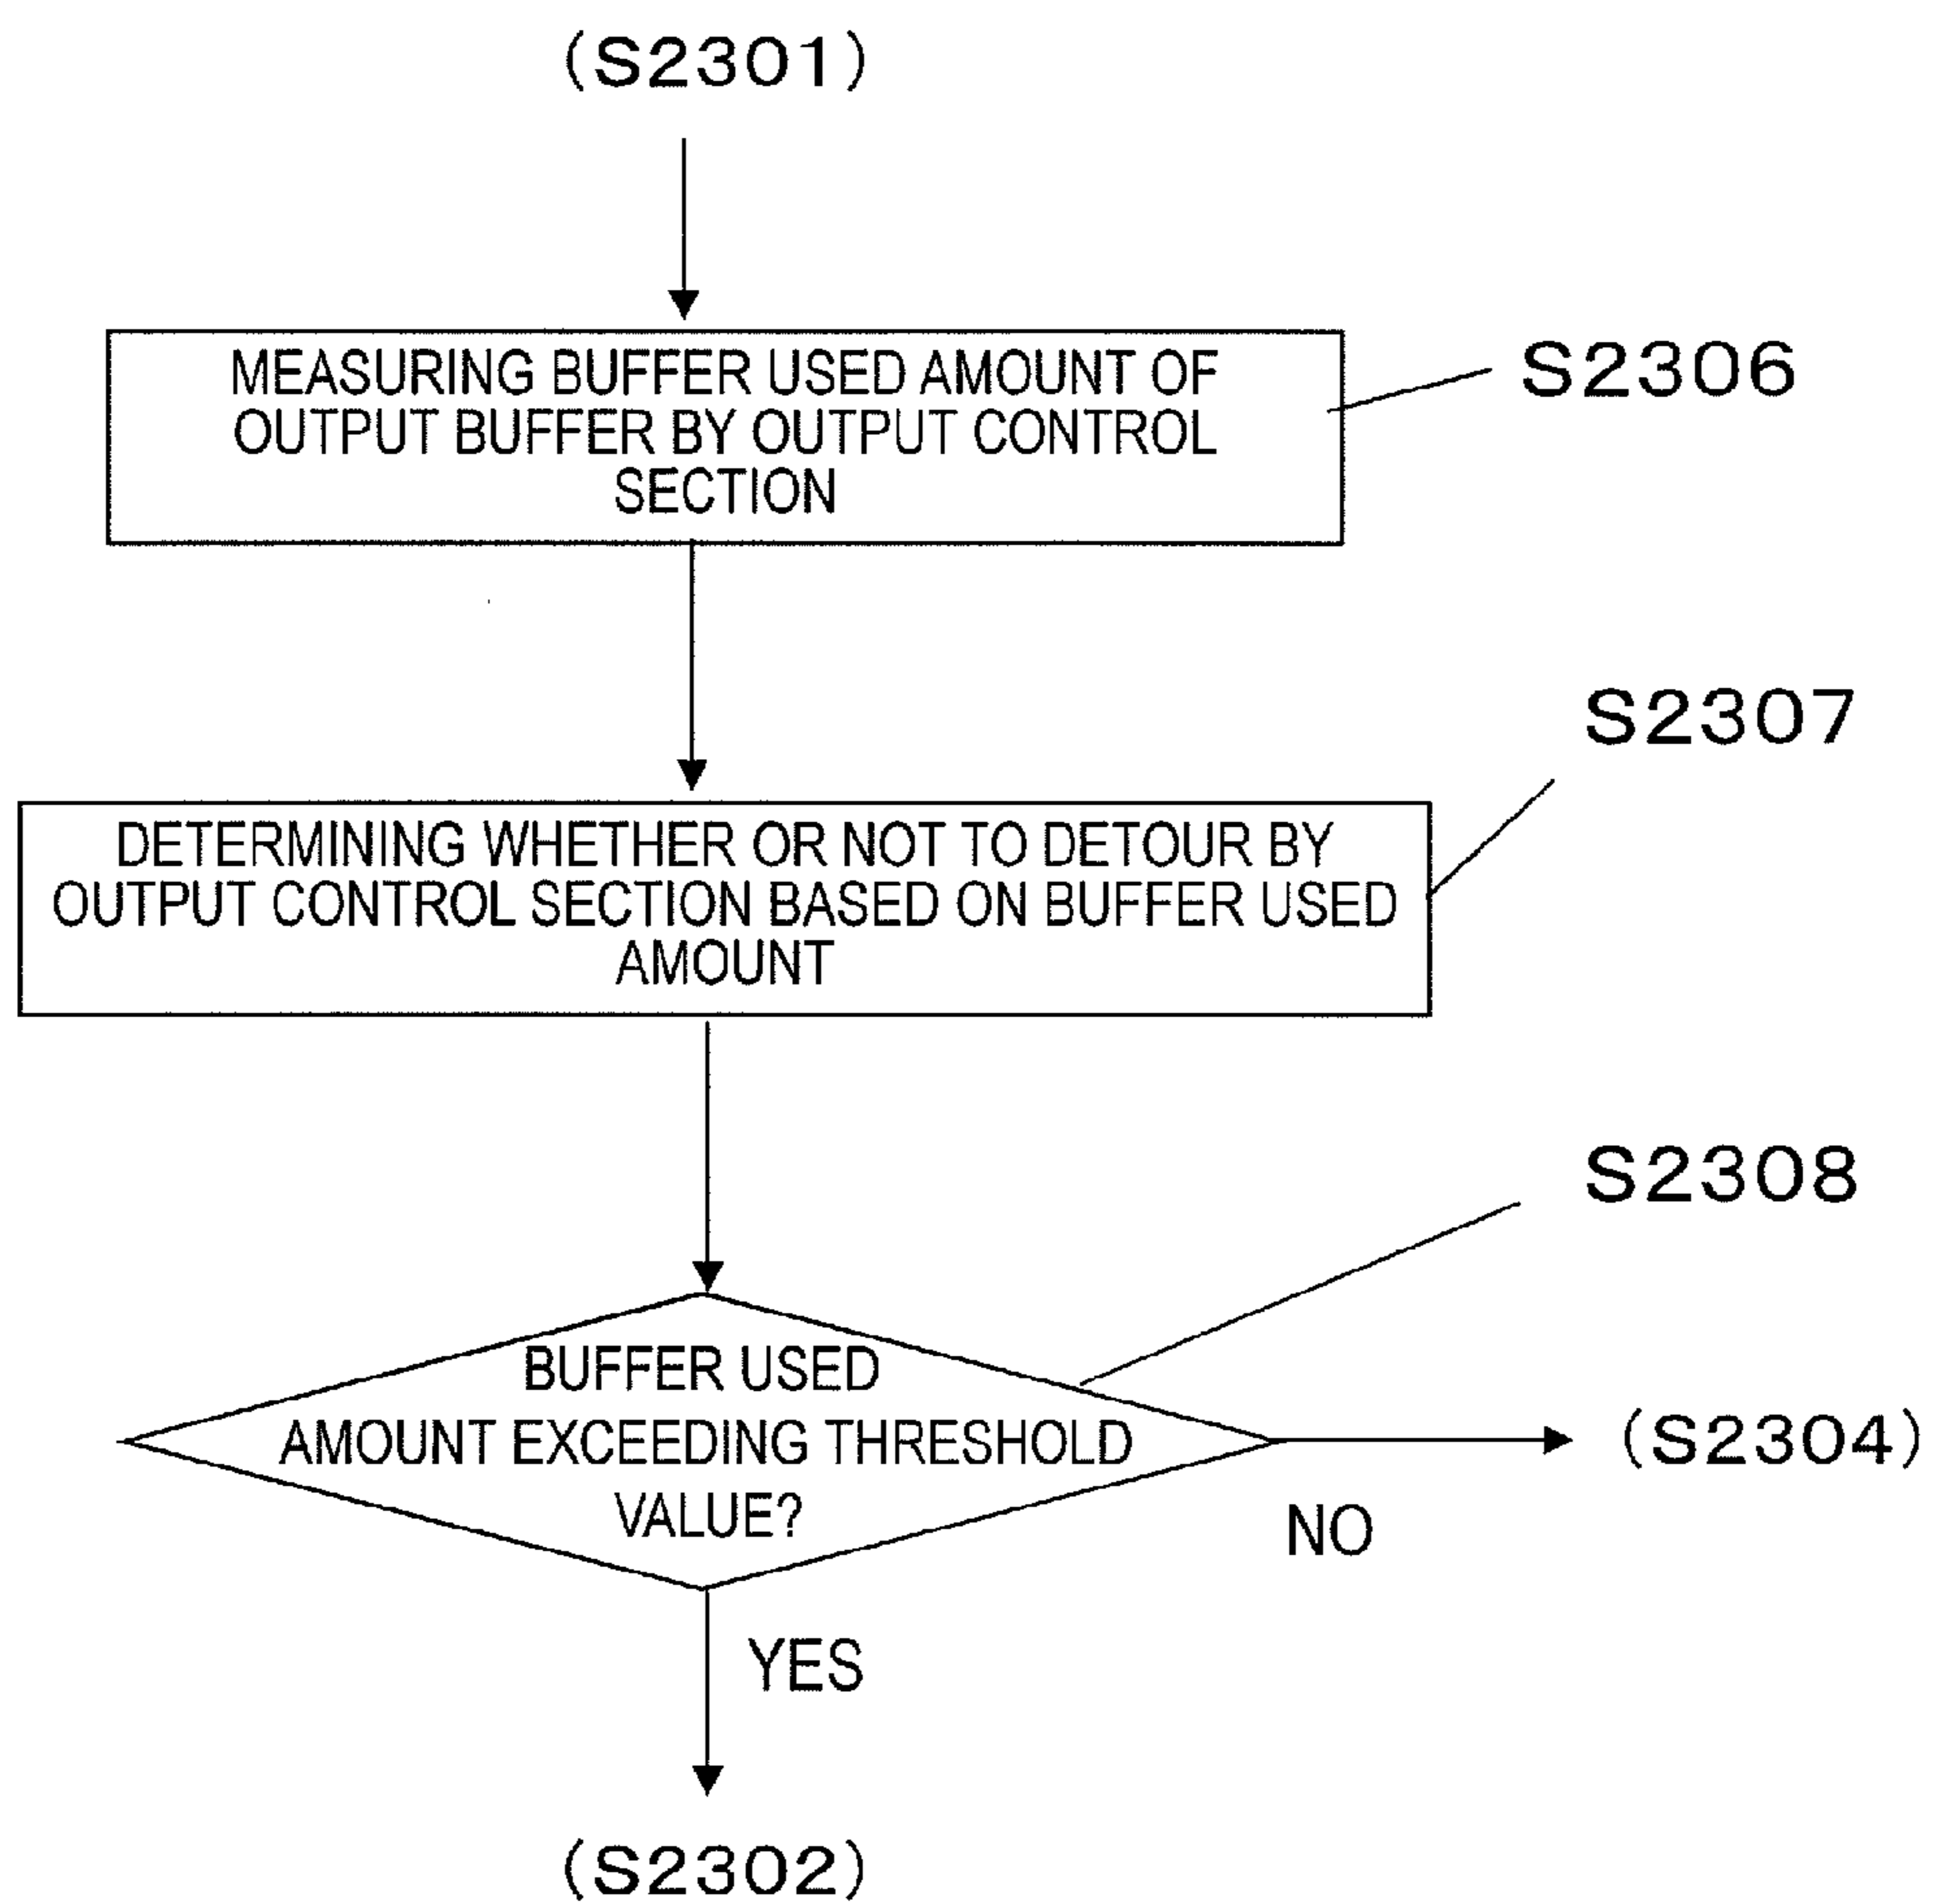 (S2301)
MEASURING BUFFER USED AMOUNT OF
OUTPUT BUFFER BY OUTPUT CONTROL
SECTION
S2306
S2307
DETERMINING WHETHER OR NOT TO DETOUR BY
OUTPUT CONTROL SECTION BASED ON BUFFER USED
AMOUNT
S2308
BUFFER USED
AMOUNT EXCEEDING THRESHOLD
VALUE?
(S2304)
NO
YES
(S2302)